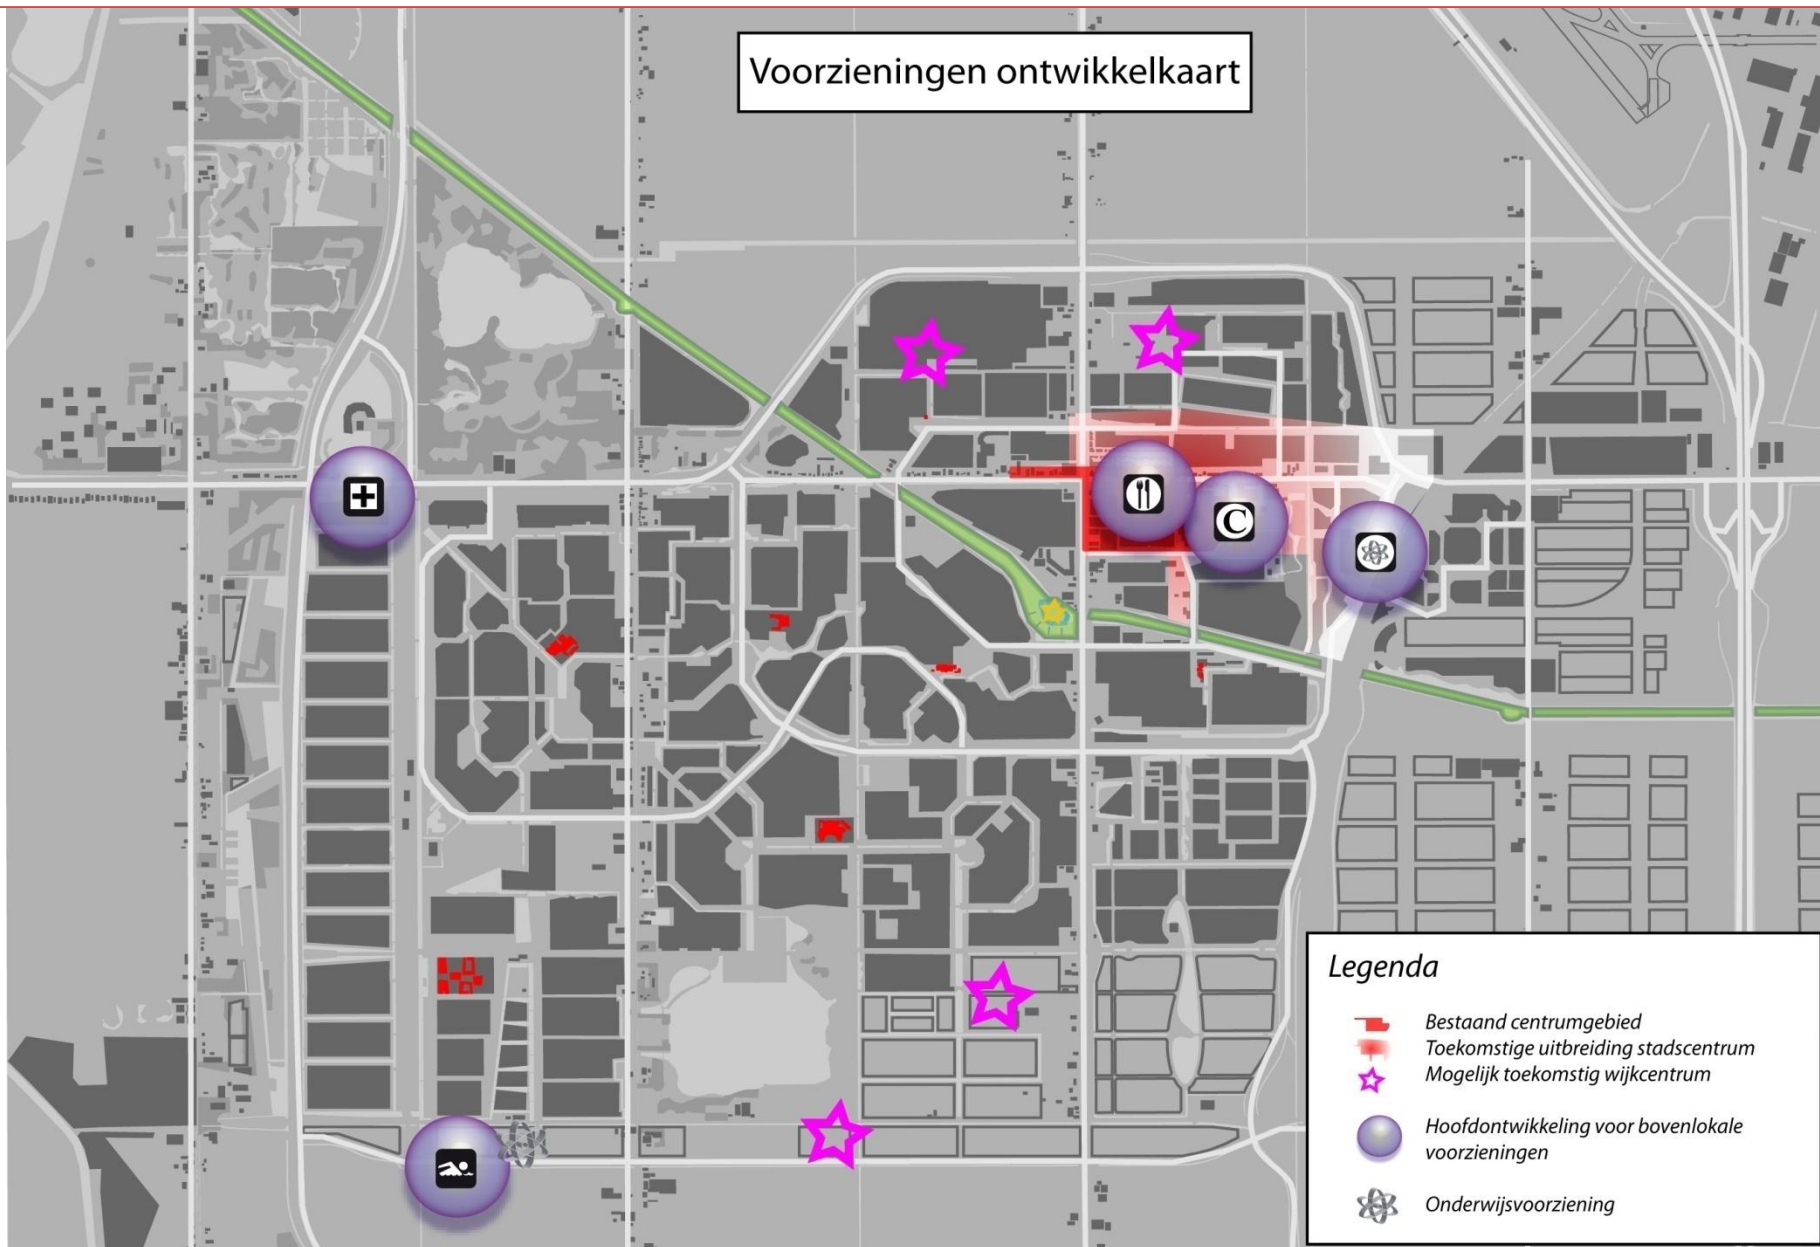 Voorzieningen ontwikkelkaart
C
Legenda
Bestaand centrumgebied
Toekomstige uitbreiding stadscentrum
Mogelijk toekomstig wijkcentrum
Hoofdontwikkeling voor bovenlokale
voorzieningen
Onderwijsvoorziening